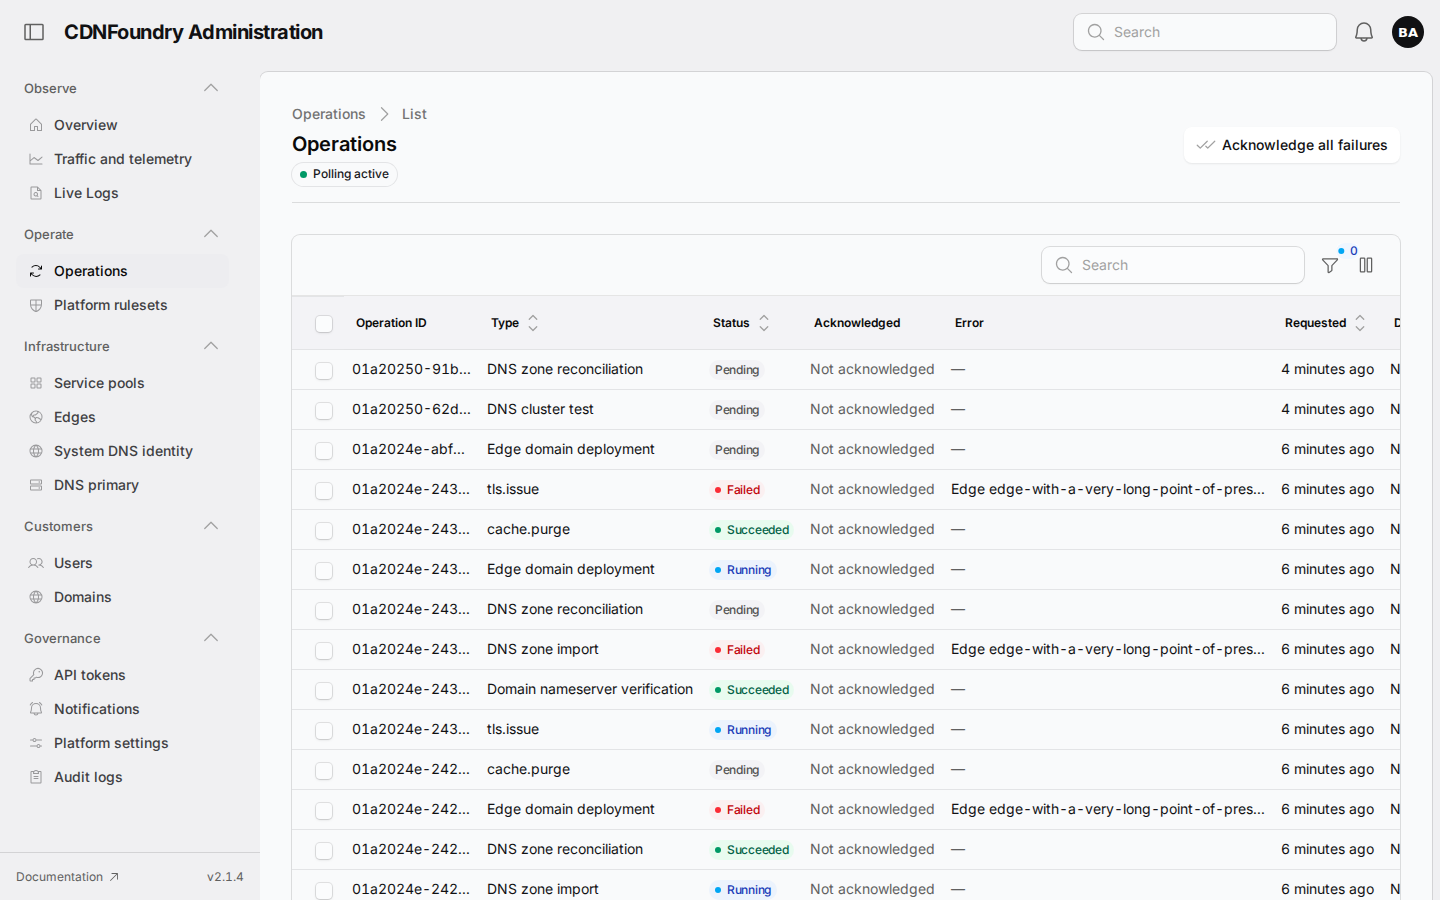 CDNFoundry Administration
Search
BA
Observe
Overview
Traffic and telemetry
Live Logs
Operate
Operations
Platform rulesets
Infrastructure
Service pools
Edges
System DNS identity
DNS primary
Customers
Users
Domains
Governance
API tokens
Notifications
Platform settings
Audit logs
Documentation
v2.1.4
Operations List
Operations
Polling active
Acknowledge all failures
Search
0
Operation ID Type Status Acknowledged Error Requested D
01a20250-91b... DNS zone reconciliation Pending Not acknowledged — 4 minutes ago N
01a20250-62d... DNS cluster test Pending Not acknowledged — 4 minutes ago N
01a2024e-abf... Edge domain deployment Pending Not acknowledged — 6 minutes ago N
01a2024e-243... tls.issue Failed Not acknowledged Edge edge-with-a-very-long-point-of-pres... 6 minutes ago N
01a2024e-243... cache.purge Succeeded Not acknowledged — 6 minutes ago N
01a2024e-243... Edge domain deployment Running Not acknowledged — 6 minutes ago N
01a2024e-243... DNS zone reconciliation Pending Not acknowledged — 6 minutes ago N
01a2024e-243... DNS zone import Failed Not acknowledged Edge edge-with-a-very-long-point-of-pres... 6 minutes ago N
01a2024e-243... Domain nameserver verification Succeeded Not acknowledged — 6 minutes ago N
01a2024e-243... tls.issue Running Not acknowledged — 6 minutes ago N
01a2024e-242... cache.purge Pending Not acknowledged — 6 minutes ago N
01a2024e-242... Edge domain deployment Failed Not acknowledged Edge edge-with-a-very-long-point-of-pres... 6 minutes ago N
01a2024e-242... DNS zone reconciliation Succeeded Not acknowledged — 6 minutes ago N
01a2024e-242... DNS zone import Running Not acknowledged — 6 minutes ago N